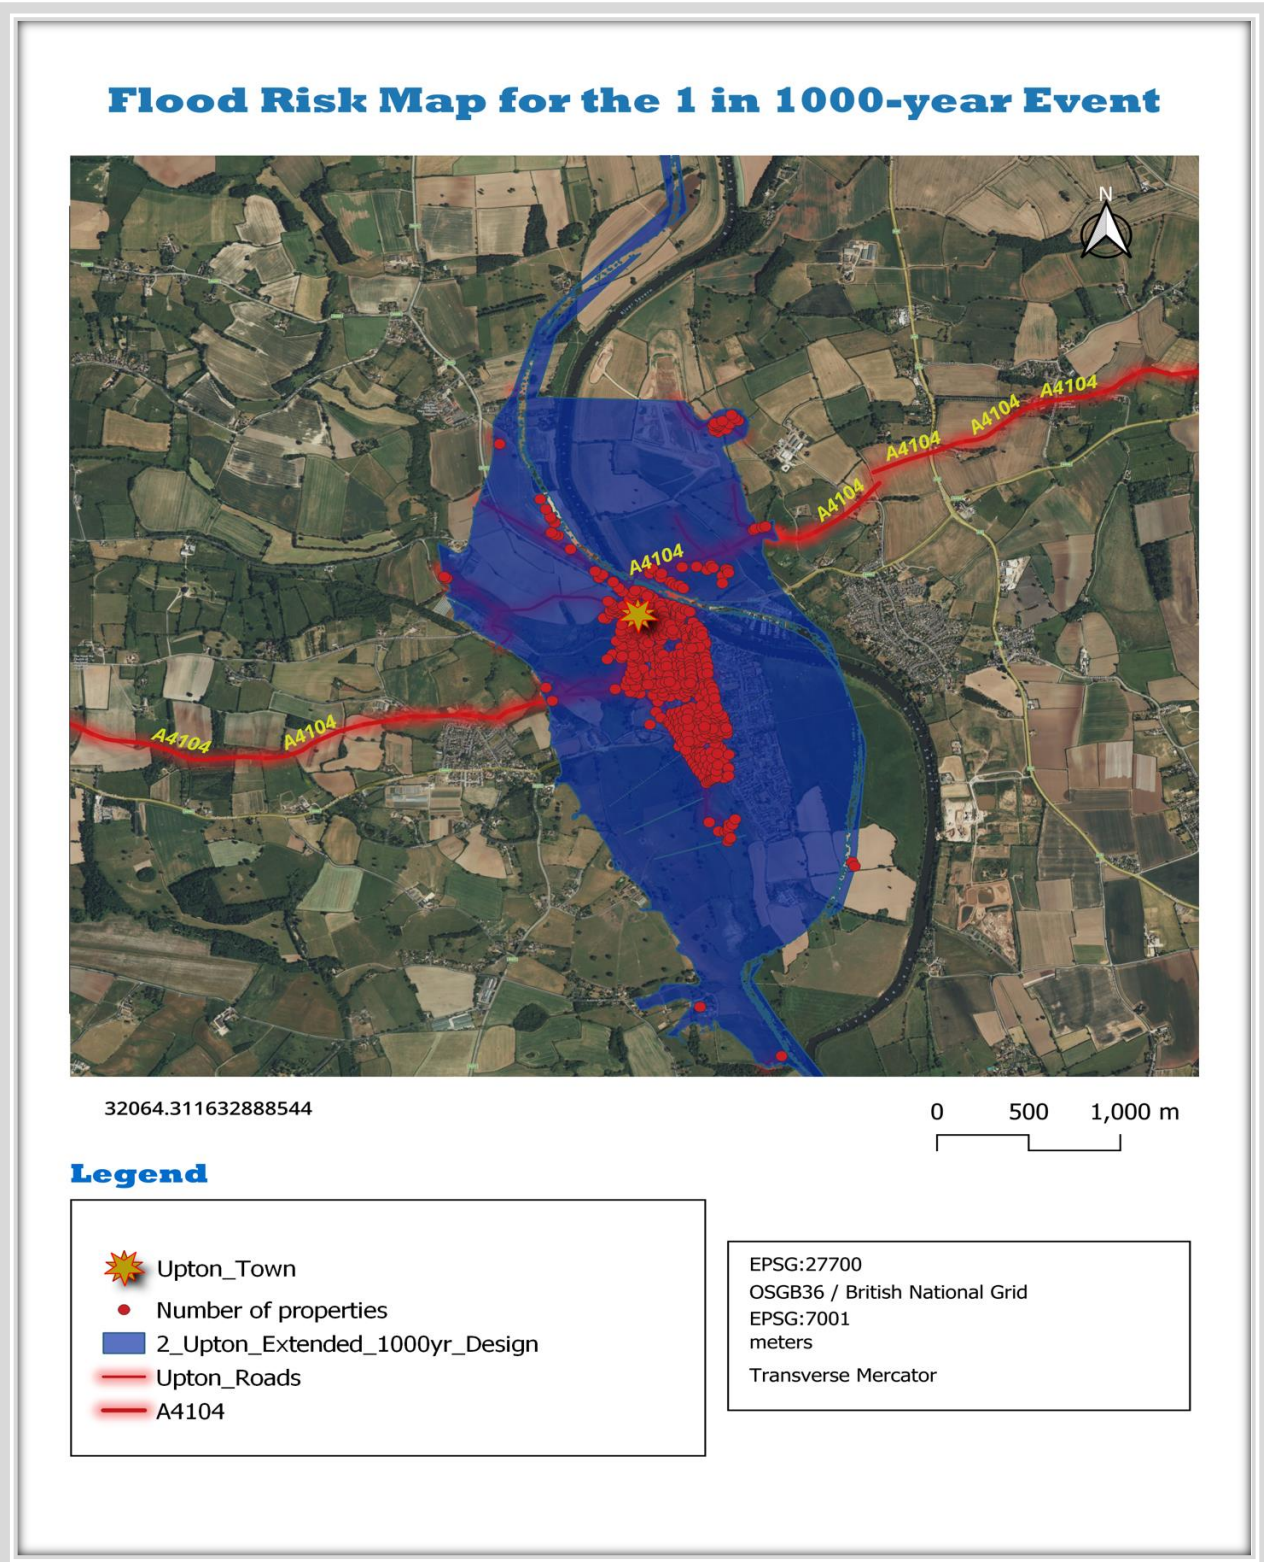 Flood Risk Map for the 1 in 1000-year Event
N
A4104
A4104
A4104
A4104
A4104
A4104
A4104
32064.311632888544
0 500 1,000 m
Legend
Upton_Town
Number of properties
2_Upton_Extended_1000yr_Design
Upton_Roads
A4104
EPSG:27700
OSGB36 / British National Grid
EPSG:7001
meters
Transverse Mercator